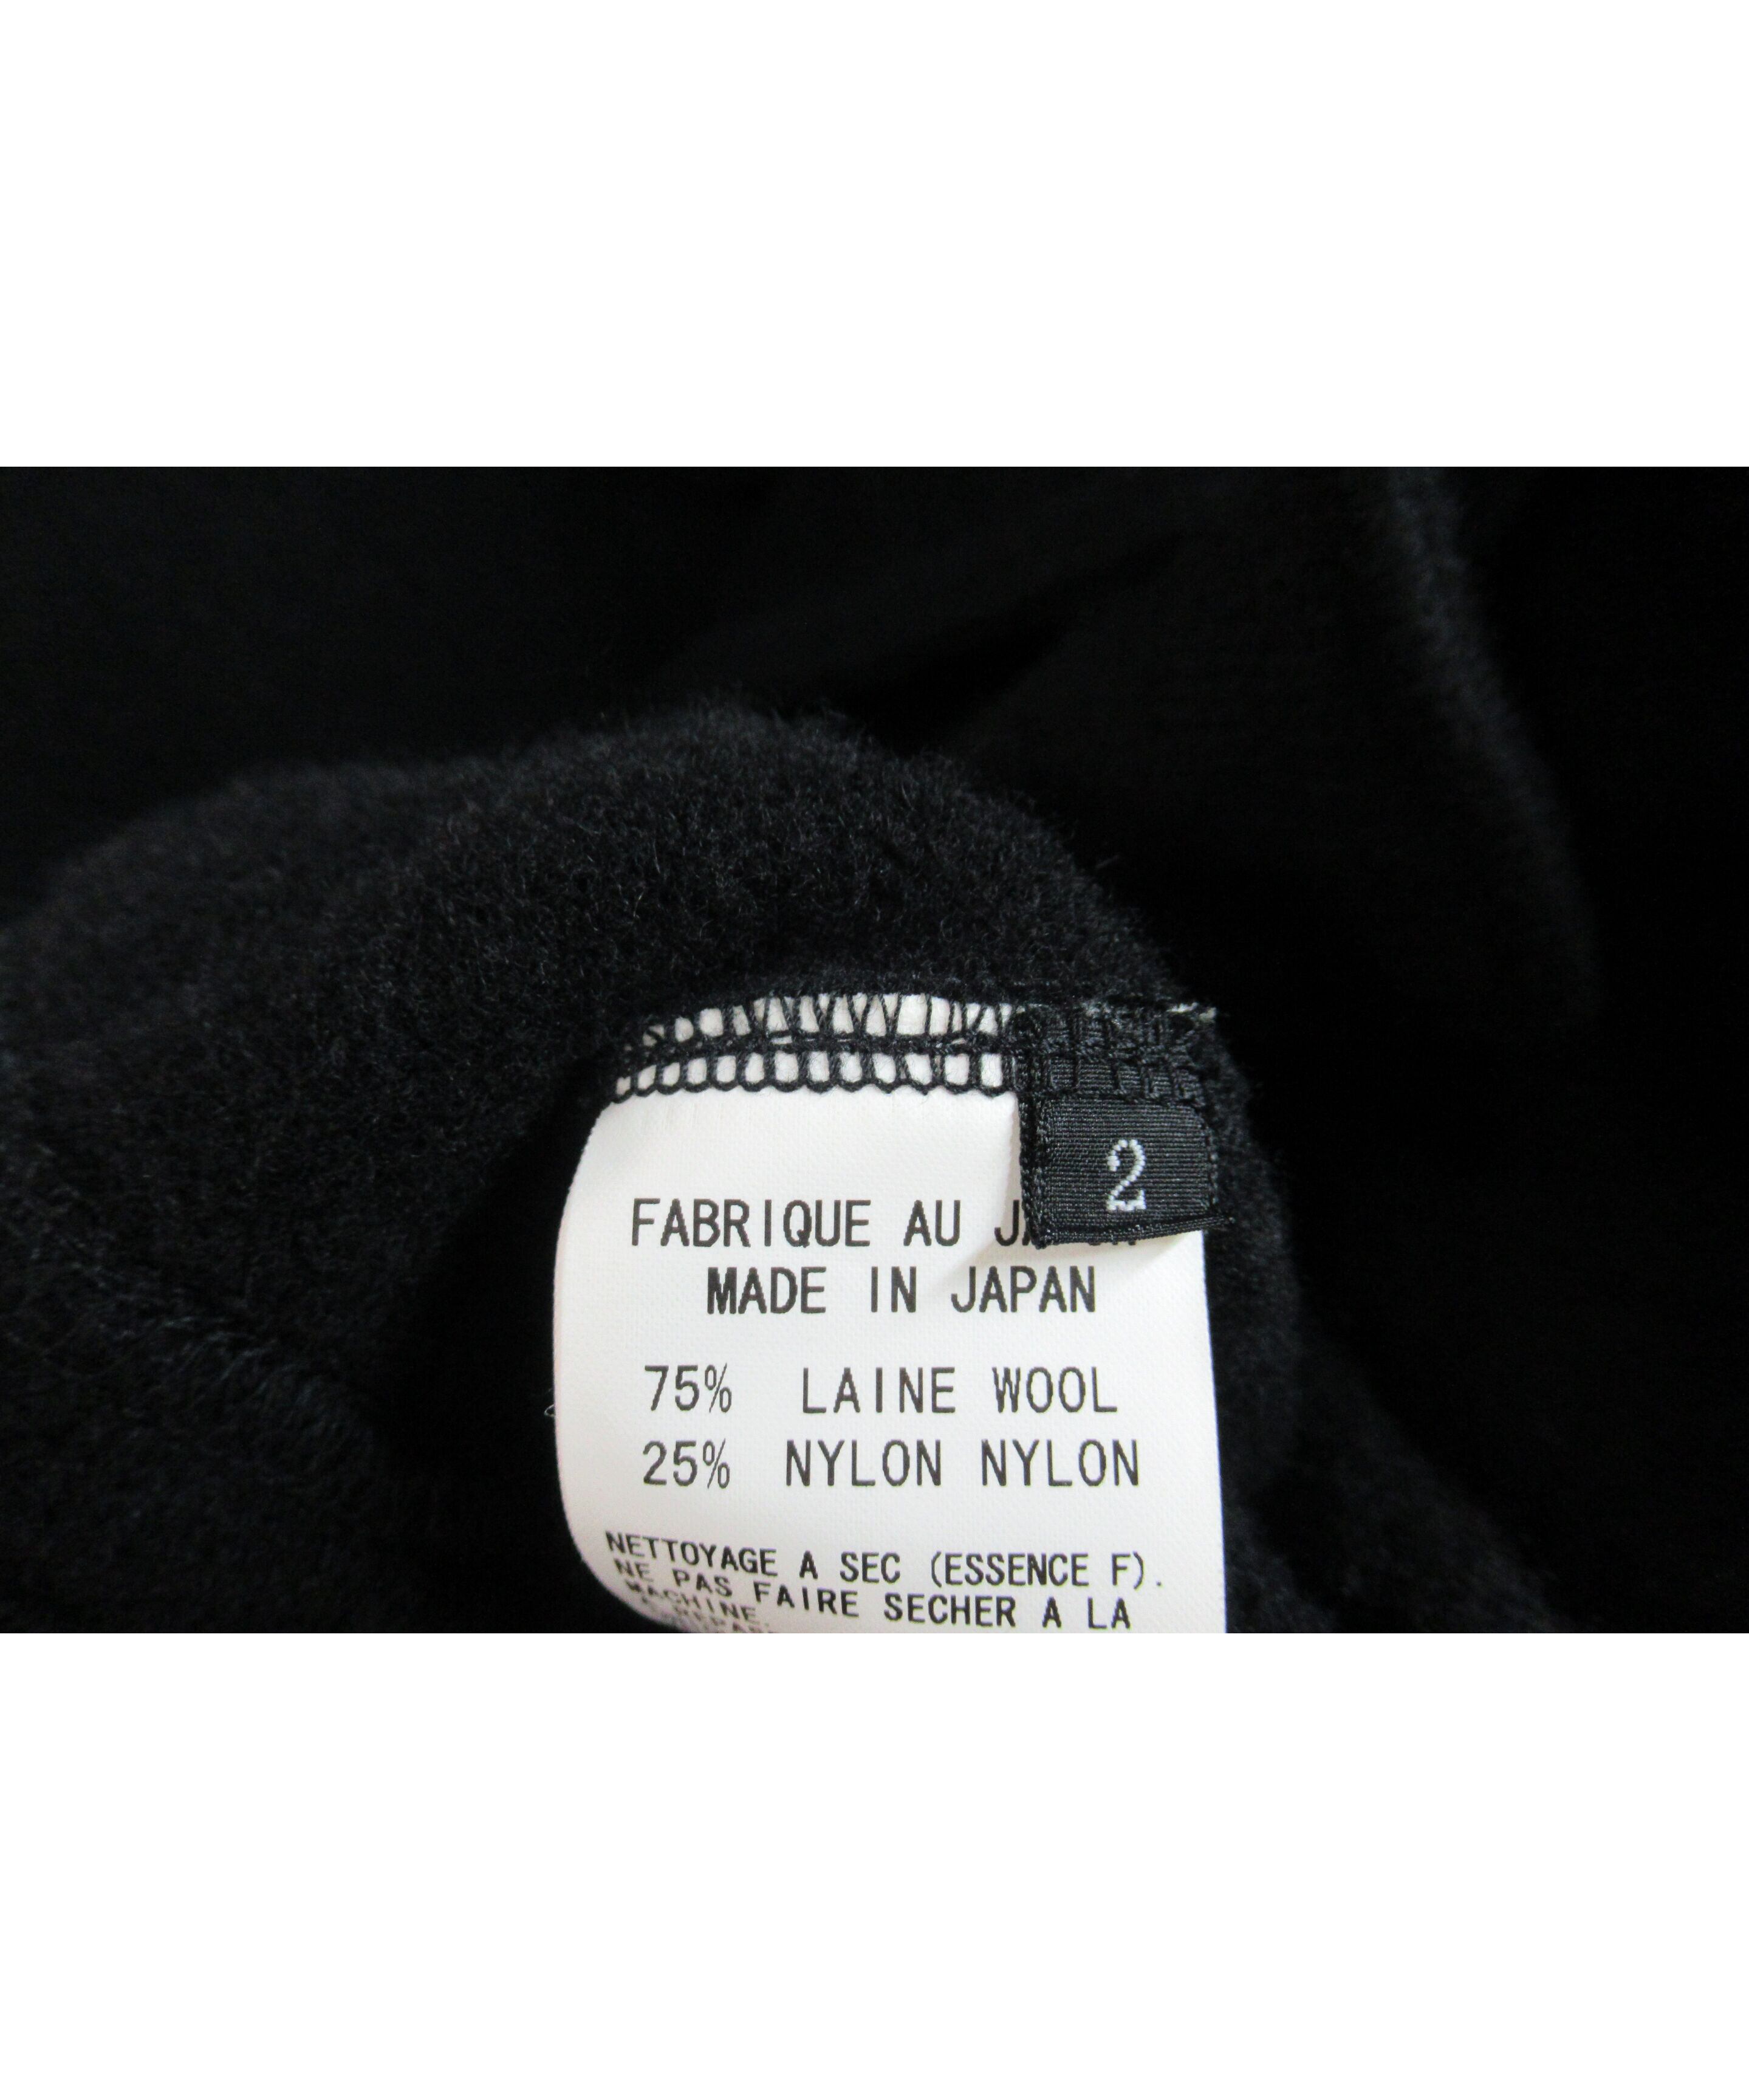 2
FABRIQUE AU
MADE IN JAPAN
75% LAINE WOOL
25% NYLON NYLON
NETTOYAGE A SEC (ESSENCE F).
NE PAS FAIRE SECHER A LA
MACHINE.